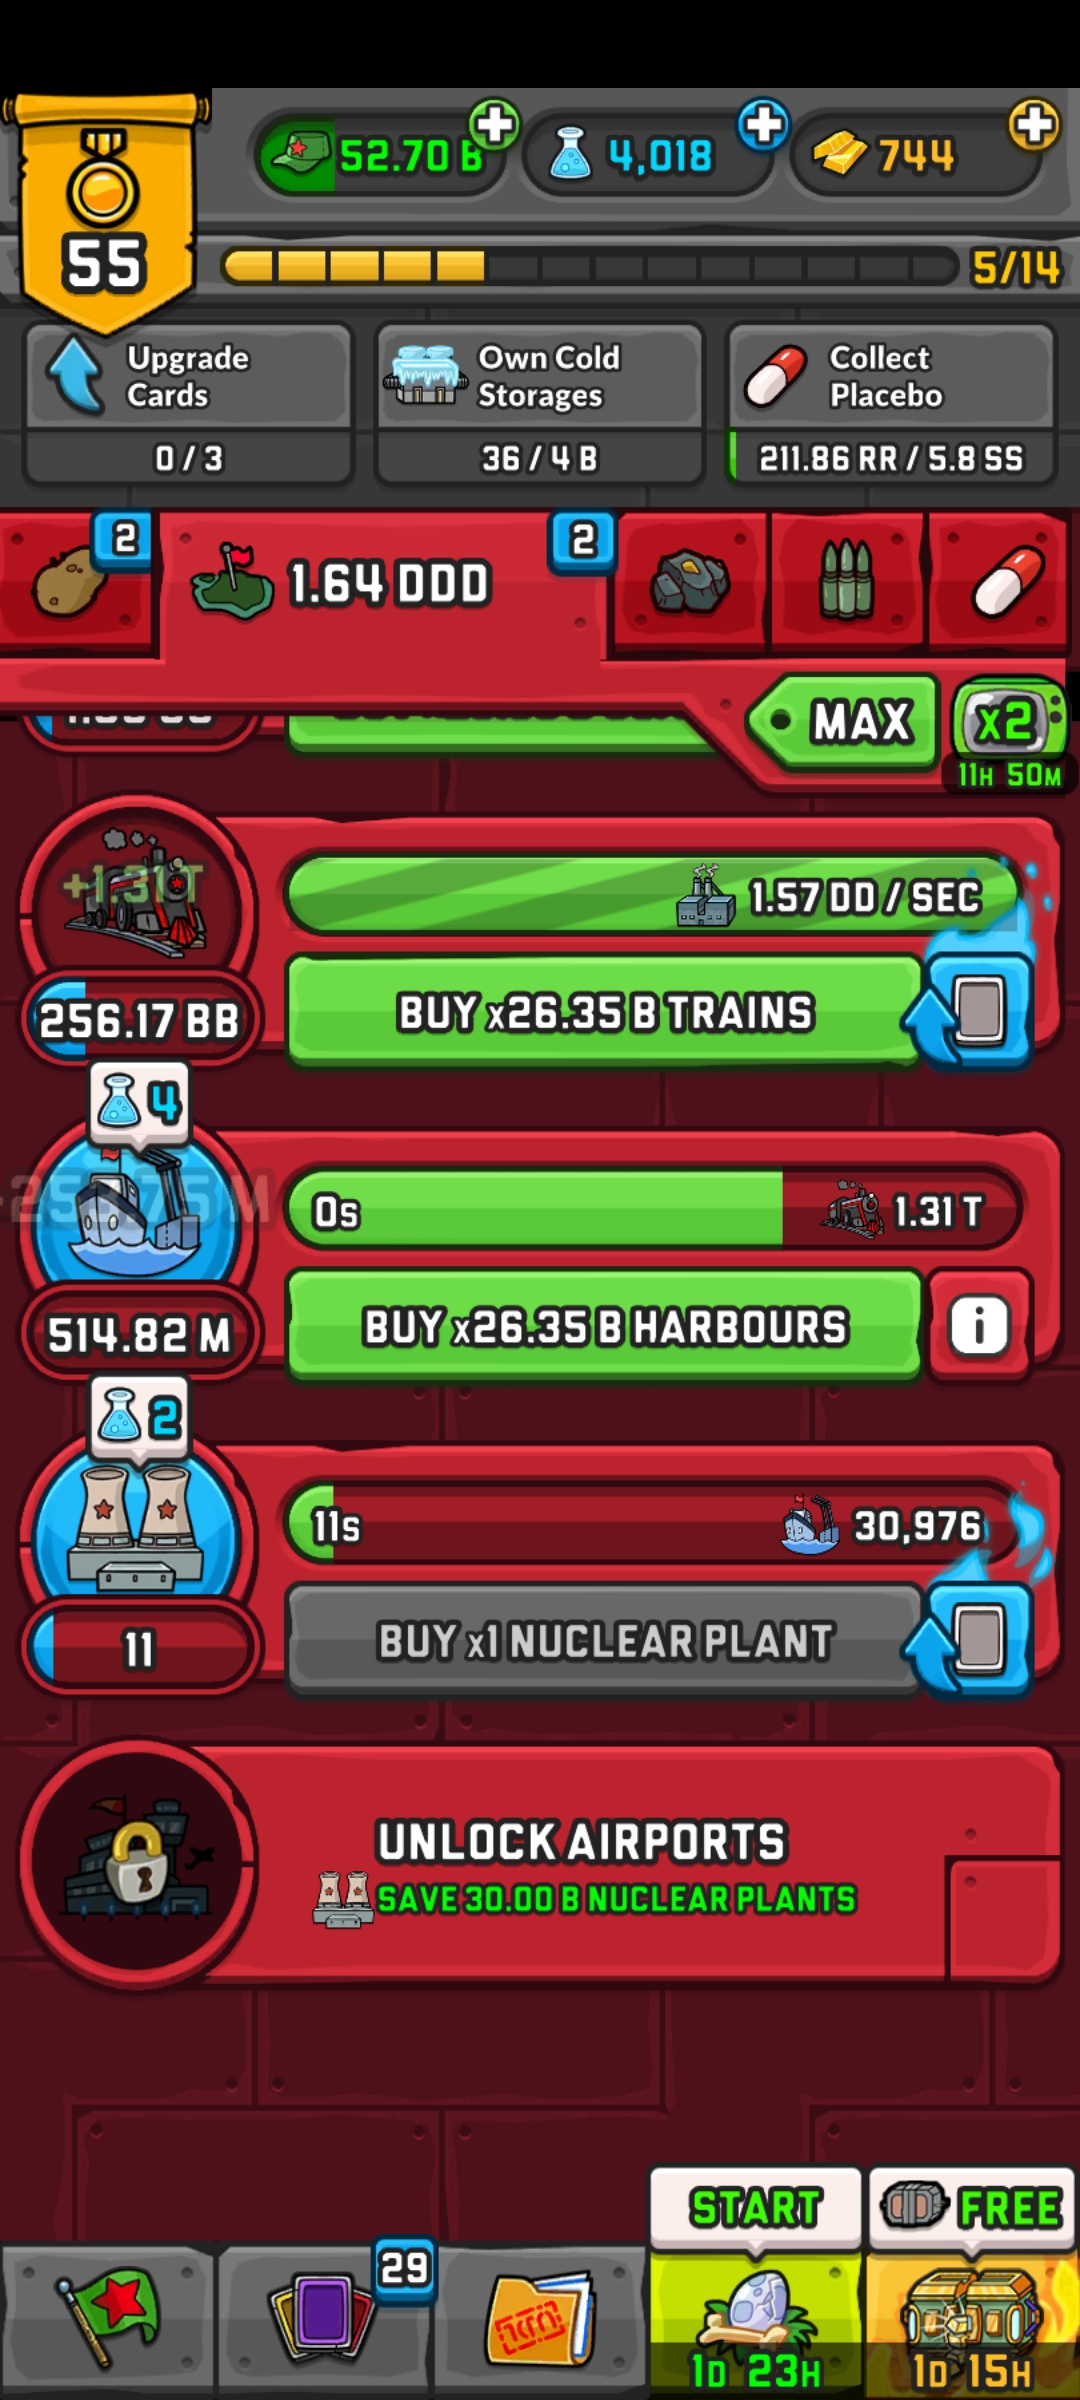 52.70 B
4,018
744
55
5/14
Upgrade
Cards
0 / 3
Own Cold
Storages
36 / 4 B
Collect
Placebo
211.86 RR / 5.8 SS
2
1.64 DDD
2
MAX
x2
11H 50M
+1.31T
1.57 DD / SEC
256.17 BB
BUY x26.35 B TRAINS
4
0s
1.31 T
514.82 M
BUY x26.35 B HARBOURS
i
2
11s
30,976
11
BUY x1 NUCLEAR PLANT
UNLOCK AIRPORTS
SAVE 30.00 B NUCLEAR PLANTS
START
FREE
29
1D 23H
1D 15H